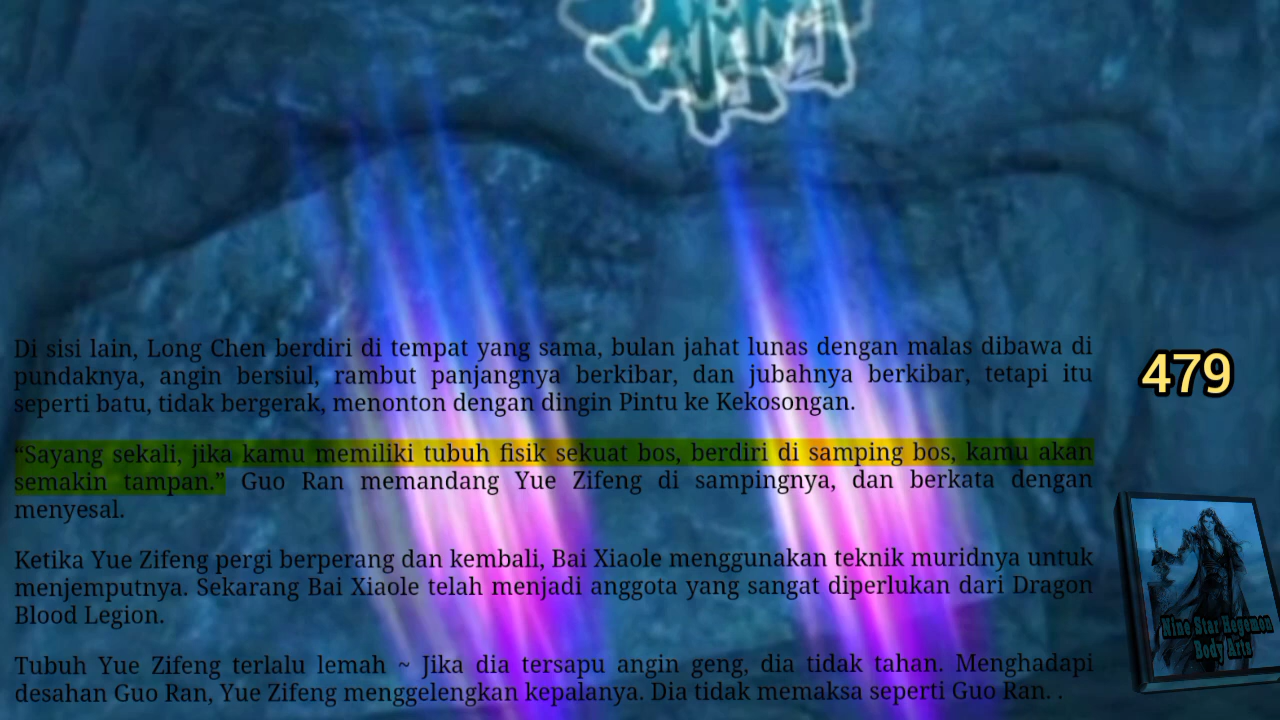 Di sisi lain, Long Chen berdiri di tempat yang sama, bulan jahat lunas dengan malas dibawa di
pundaknya, angin bersiul, rambut panjangnya berkibar, dan jubahnya berkibar, tetapi itu
seperti batu, tidak bergerak, menonton dengan dingin Pintu ke Kekosongan.
“Sayang sekali, jika kamu memiliki tubuh fisik sekuat bos, berdiri di samping bos, kamu akan
semakin tampan.” Guo Ran memandang Yue Zifeng di sampingnya, dan berkata dengan
menyesal.
Ketika Yue Zifeng pergi berperang dan kembali, Bai Xiaole menggunakan teknik muridnya untuk
menjemputnya. Sekarang Bai Xiaole telah menjadi anggota yang sangat diperlukan dari Dragon
Blood Legion.
Tubuh Yue Zifeng terlalu lemah ~ Jika dia tersapu angin geng, dia tidak tahan. Menghadapi
desahan Guo Ran, Yue Zifeng menggelengkan kepalanya. Dia tidak memaksa seperti Guo Ran. .
479
Nine Star Hegemon
Body Arts